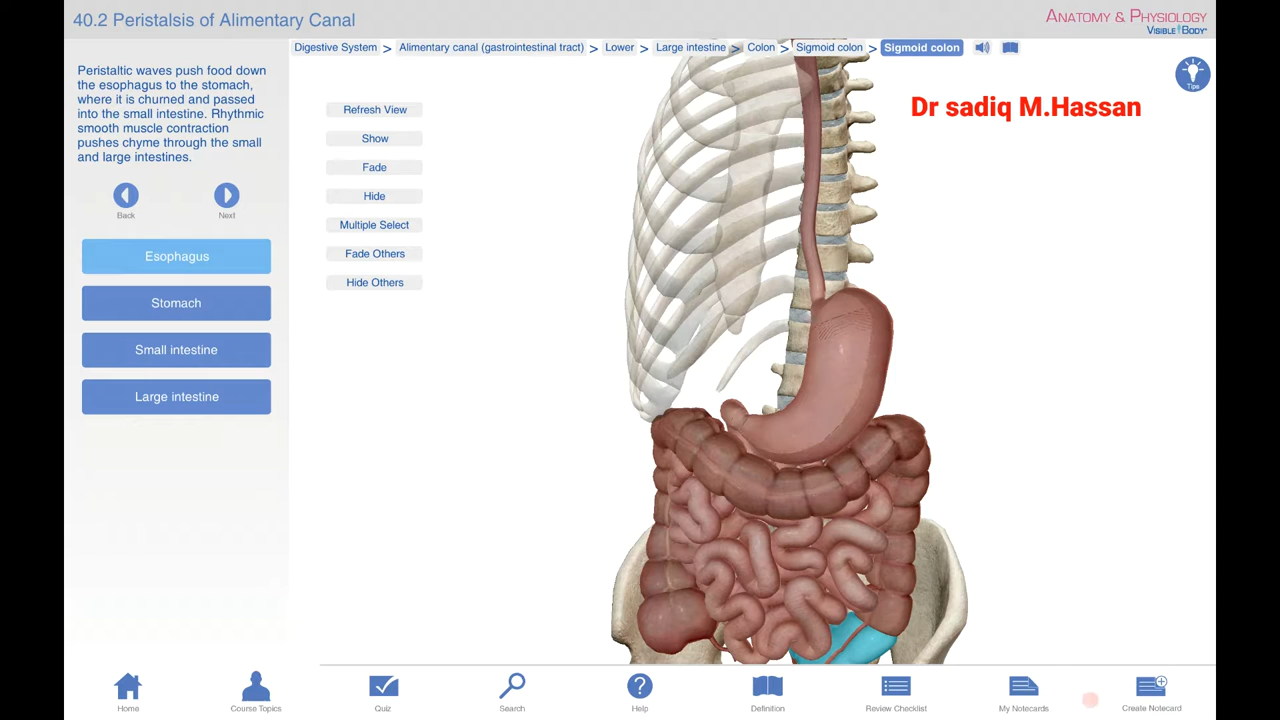 40.2 Peristalsis of Alimentary Canal
ANATOMY & PHYSIOLOGY
VISIBLE BODY
Digestive System > Alimentary canal (gastrointestinal tract) > Lower > Large intestine > Colon > Sigmoid colon > Sigmoid colon
Peristaltic waves push food down
the esophagus to the stomach,
where it is churned and passed
into the small intestine. Rhythmic
smooth muscle contraction
pushes chyme through the small
and large intestines.
Back
Next
Esophagus
Stomach
Small intestine
Large intestine
Refresh View
Show
Fade
Hide
Multiple Select
Fade Others
Hide Others
Tips
Dr sadiq M.Hassan
Home
Course Topics
Quiz
Search
Help
Definition
Review Checklist
My Notecards
Create Notecard